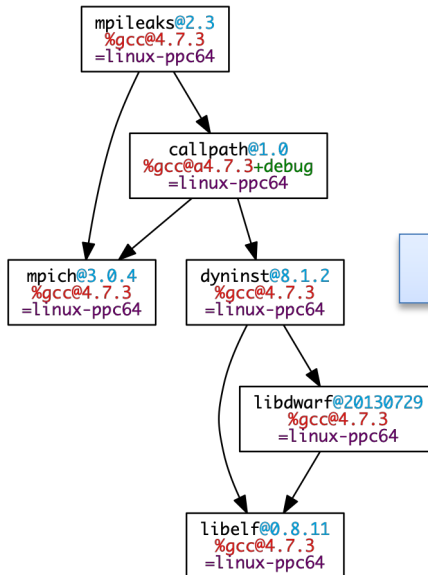 mpileaks@2.3
%gcc@4.7.3
=linux-ppc64
callpath@1.0
%gcc@a4.7.3+debug
=linux-ppc64
mpich@3.0.4
%gcc@4.7.3
=linux-ppc64
dyninst@8.1.2
%gcc@4.7.3
=linux-ppc64
libdwarf@20130729
%gcc@4.7.3
=linux-ppc64
libelf@0.8.11
%gcc@4.7.3
=linux-ppc64